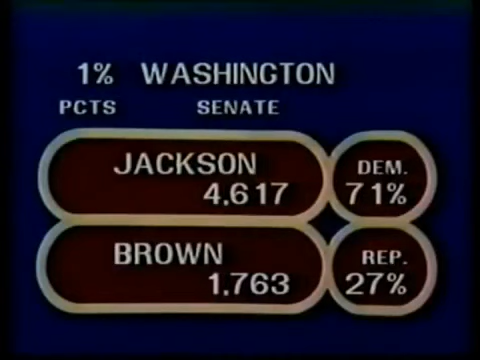 1% WASHINGTON
PCTS SENATE
JACKSON DEM.
4,617 71%
BROWN REP.
1,763 27%